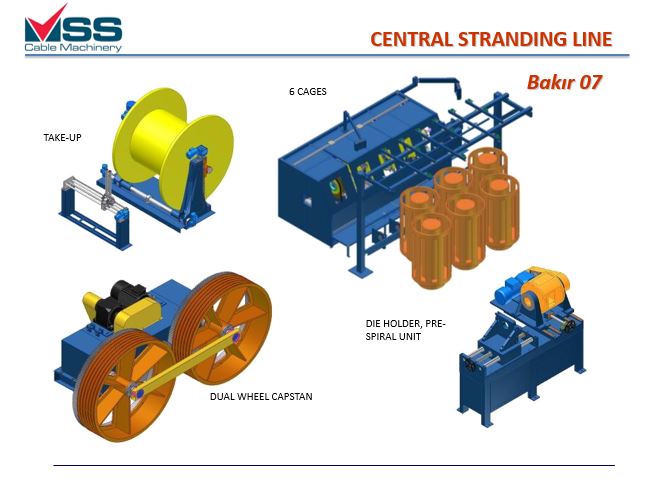 MSS
Cable Machinery
CENTRAL STRANDING LINE
Bakır 07
6 CAGES
TAKE-UP
DIE HOLDER, PRE-
SPIRAL UNIT
DUAL WHEEL CAPSTAN